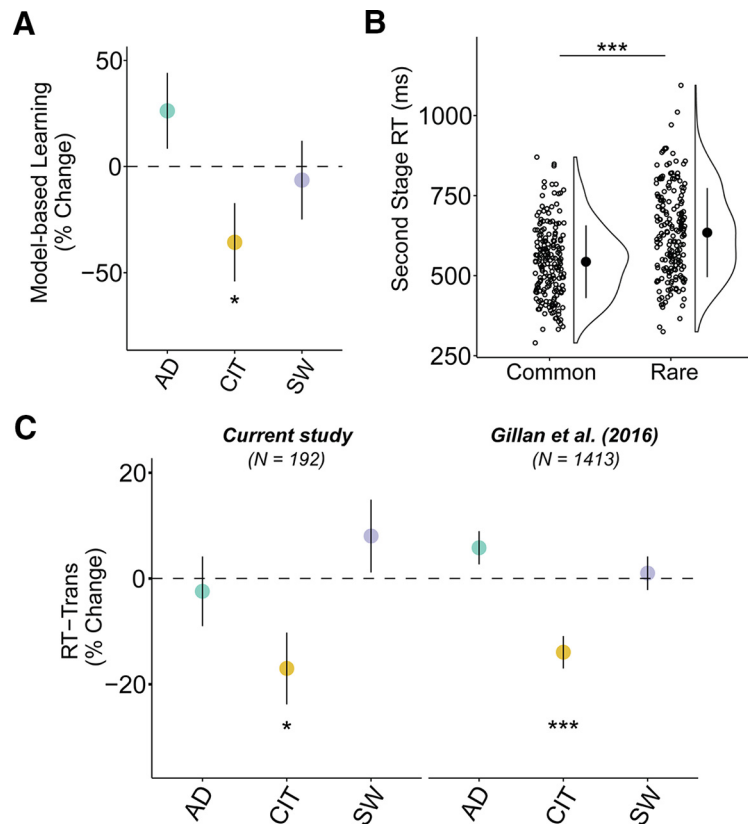 A
Model-based Learning
(% Change)
50
0
−50
*
AD
CIT
SW
B
Second Stage RT (ms)
***
1000
750
500
250
Common
Rare
C
Current study
(N = 192)
Gillan et al. (2016)
(N = 1413)
RT−Trans
(% Change)
20
0
−20
*
***
AD
CIT
SW
AD
CIT
SW